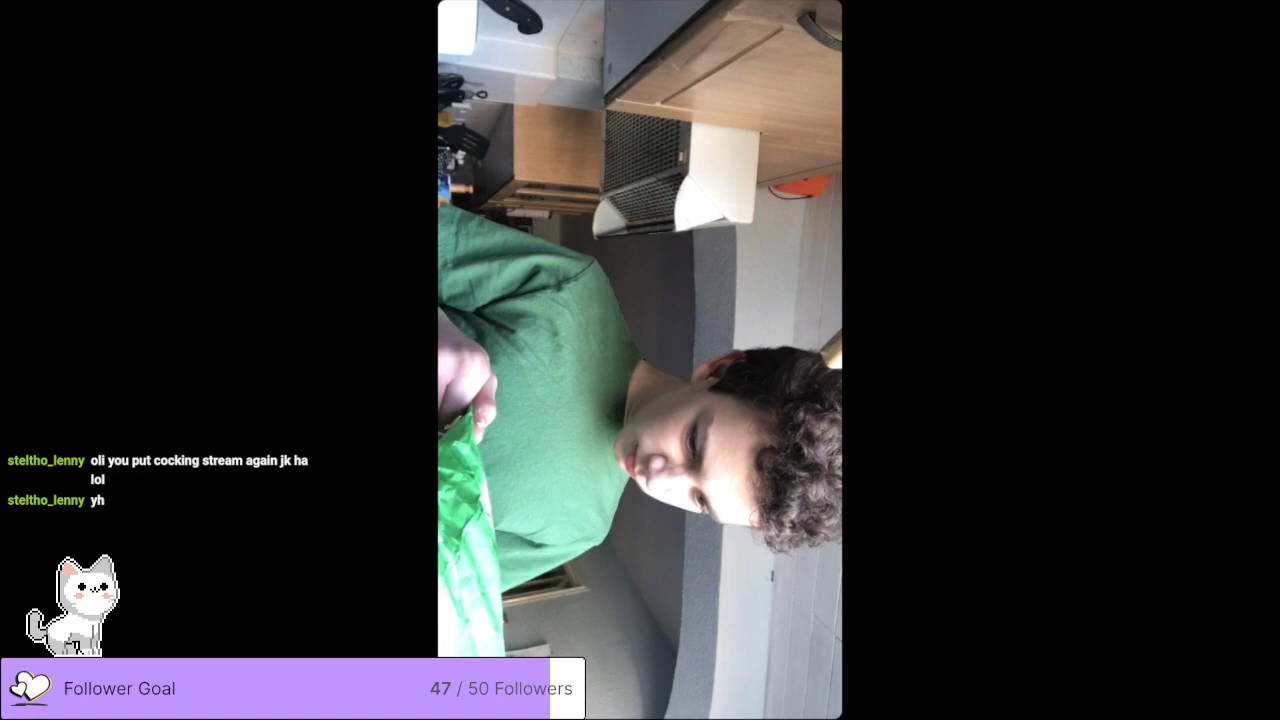 steltho_lenny oli you put cocking stream again jk ha
lol
steltho_lenny yh
Follower Goal 47 / 50 Followers